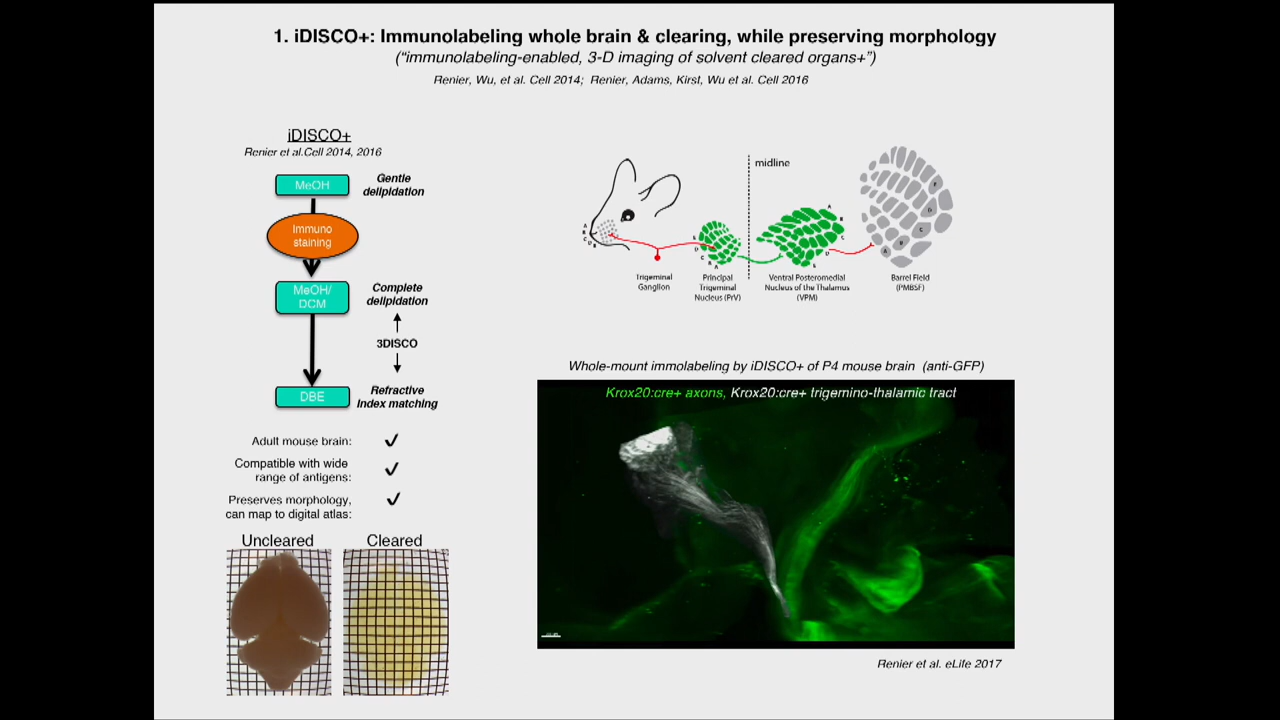 1. iDISCO+: Immunolabeling whole brain & clearing, while preserving morphology
(“immunolabeling-enabled, 3-D imaging of solvent cleared organs+”)
Renier, Wu, et al. Cell 2014; Renier, Adams, Kirst, Wu et al. Cell 2016
iDISCO+
Renier et al.Cell 2014, 2016
MeOH
Gentle
delipidation
Immuno
staining
MeOH/
DCM
Complete
delipidation
3DISCO
DBE
Refractive
index matching
Adult mouse brain:
Compatible with wide
range of antigens:
Preserves morphology,
can map to digital atlas:
Uncleared
Cleared
midline
Trigeminal
Ganglion
Principal
Trigeminal
Nucleus (PrV)
Ventral Posteromedial
Nucleus of the Thalamus
(VPM)
Barrel Field
(PMBSF)
Whole-mount immolabeling by iDISCO+ of P4 mouse brain (anti-GFP)
Krox20:cre+ axons, Krox20:cre+ trigemino-thalamic tract
Renier et al. eLife 2017